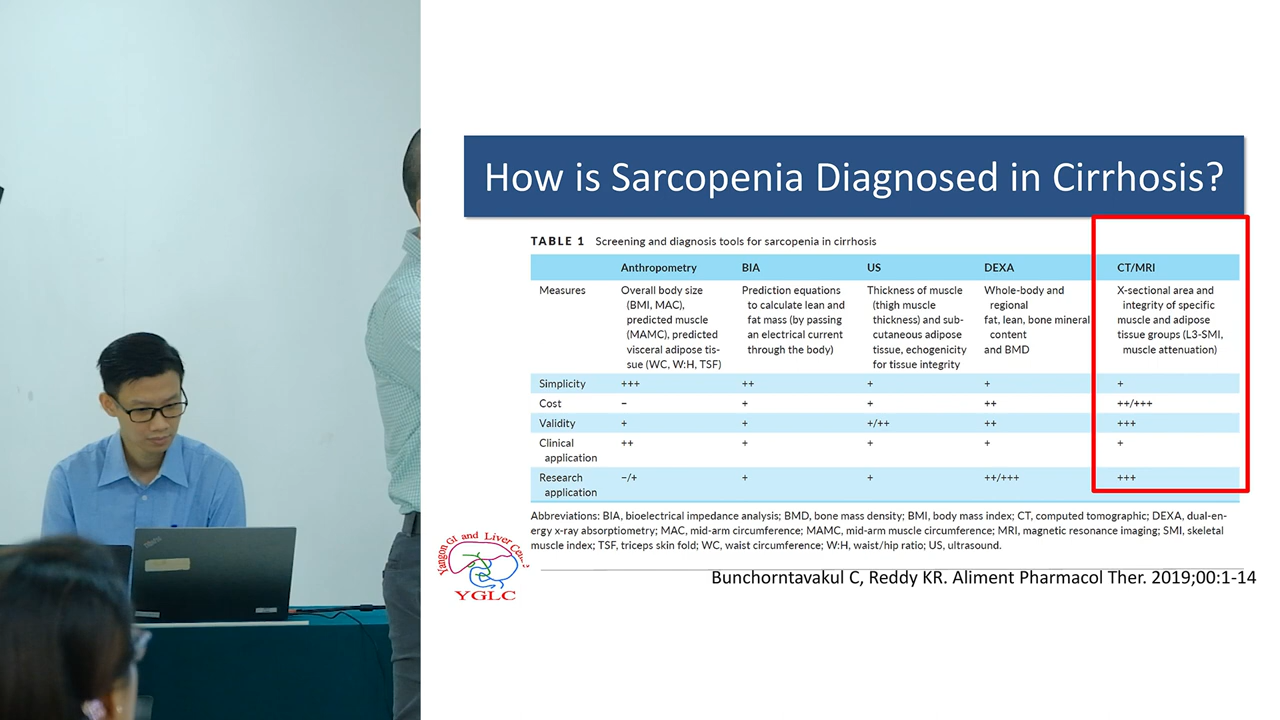 How is Sarcopenia Diagnosed in Cirrhosis?
TABLE 1 Screening and diagnosis tools for sarcopenia in cirrhosis
Anthropometry BIA US DEXA CT/MRI
Measures
Overall body size
(BMI, MAC),
predicted muscle
(MAMC), predicted
visceral adipose tis-
sue (WC, W:H, TSF)
Prediction equations
to calculate lean and
fat mass (by passing
an electrical current
through the body)
Thickness of muscle
(thigh muscle
thickness) and sub-
cutaneous adipose
tissue, echogenicity
for tissue integrity
Whole-body and
regional
fat, lean, bone mineral
content
and BMD
X-sectional area and
integrity of specific
muscle and adipose
tissue groups (L3-SMI,
muscle attenuation)
Simplicity +++ ++ + + +
Cost – + + ++ ++/+++
Validity + + +/++ ++ +++
Clinical
application
++ + + + +
Research
application
–/+ + + ++/+++ +++
Abbreviations: BIA, bioelectrical impedance analysis; BMD, bone mass density; BMI, body mass index; CT, computed tomographic; DEXA, dual-en-
ergy x-ray absorptiometry; MAC, mid-arm circumference; MAMC, mid-arm muscle circumference; MRI, magnetic resonance imaging; SMI, skeletal
muscle index; TSF, triceps skin fold; WC, waist circumference; W:H, waist/hip ratio; US, ultrasound.
Yangon GI and Liver
YGLC
Bunchorntavakul C, Reddy KR. Aliment Pharmacol Ther. 2019;00:1-14